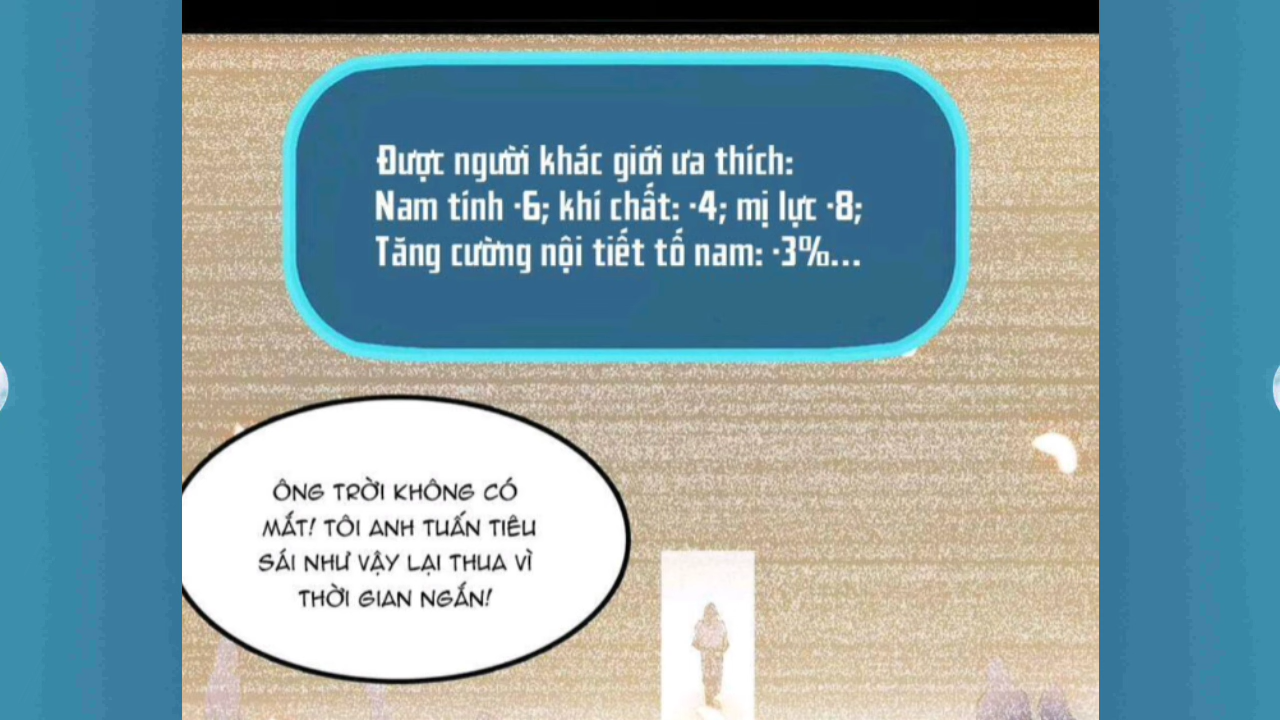 Được người khác giới ưa thích:
Nam tính -6; khí chất: -4; mị lực -8;
Tăng cường nội tiết tố nam: -3%...
ÔNG TRỜI KHÔNG CÓ
MẮT! TÔI ANH TUẤN TIÊU
SÁI NHƯ VẬY LẠI THUA VÌ
THỜI GIAN NGẮN!